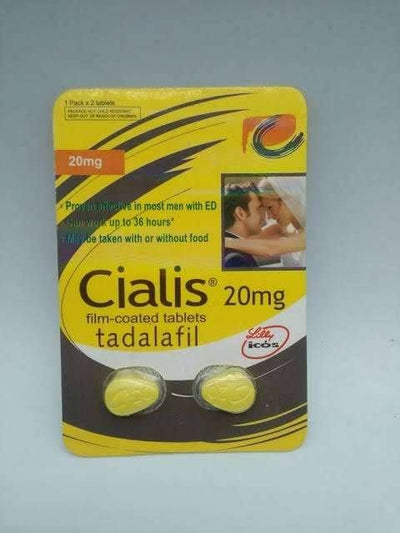 1 Pack x 2 tablets
PACKAGE NOT CHILD RESISTANT
KEEP OUT OF REACH OF CHILDREN.
20mg
• Proven effective in most men with ED
• work up to 36 hours*
• May be taken with or without food
Cialis® 20mg
film-coated tablets
tadalafil
Lilly
icos